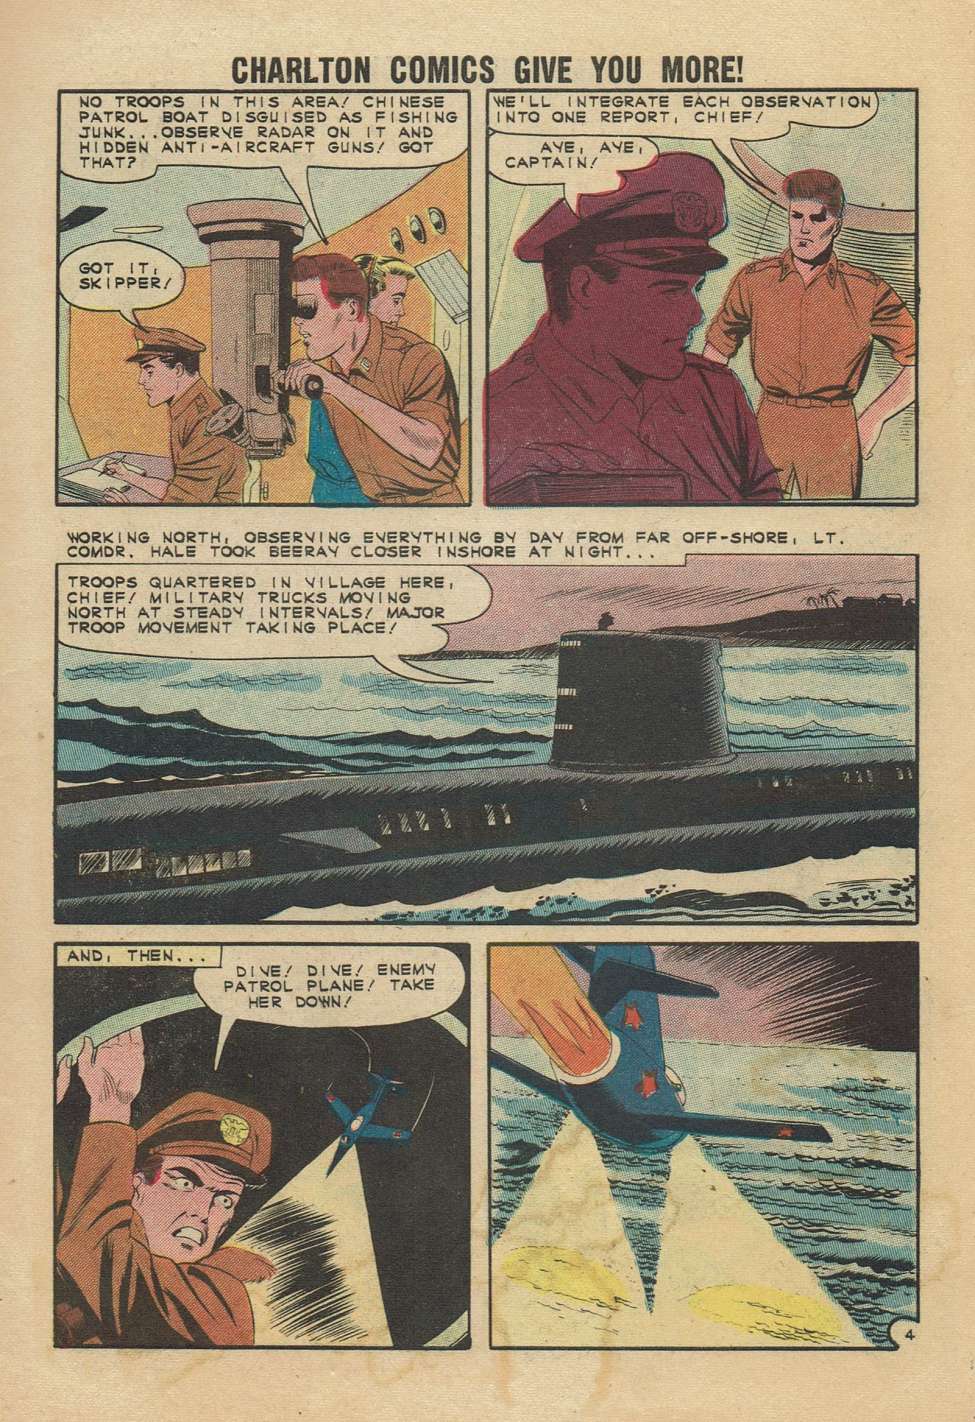 CHARLTON COMICS GIVE YOU MORE!
NO TROOPS IN THIS AREA! CHINESE
PATROL BOAT DISGUISED AS FISHING
JUNK...OBSERVE RADAR ON IT AND
HIDDEN ANTI-AIRCRAFT GUNS! GOT
THAT?
GOT IT,
SKIPPER!
WE'LL INTEGRATE EACH OBSERVATION
INTO ONE REPORT, CHIEF!
AYE, AYE,
CAPTAIN!
WORKING NORTH, OBSERVING EVERYTHING BY DAY FROM FAR OFF-SHORE, LT.
COMDR. HALE TOOK BEERAY CLOSER INSHORE AT NIGHT...
TROOPS QUARTERED IN VILLAGE HERE,
CHIEF! MILITARY TRUCKS MOVING
NORTH AT STEADY INTERVALS! MAJOR
TROOP MOVEMENT TAKING PLACE!
AND, THEN...
DIVE! DIVE! ENEMY
PATROL PLANE! TAKE
HER DOWN!
4